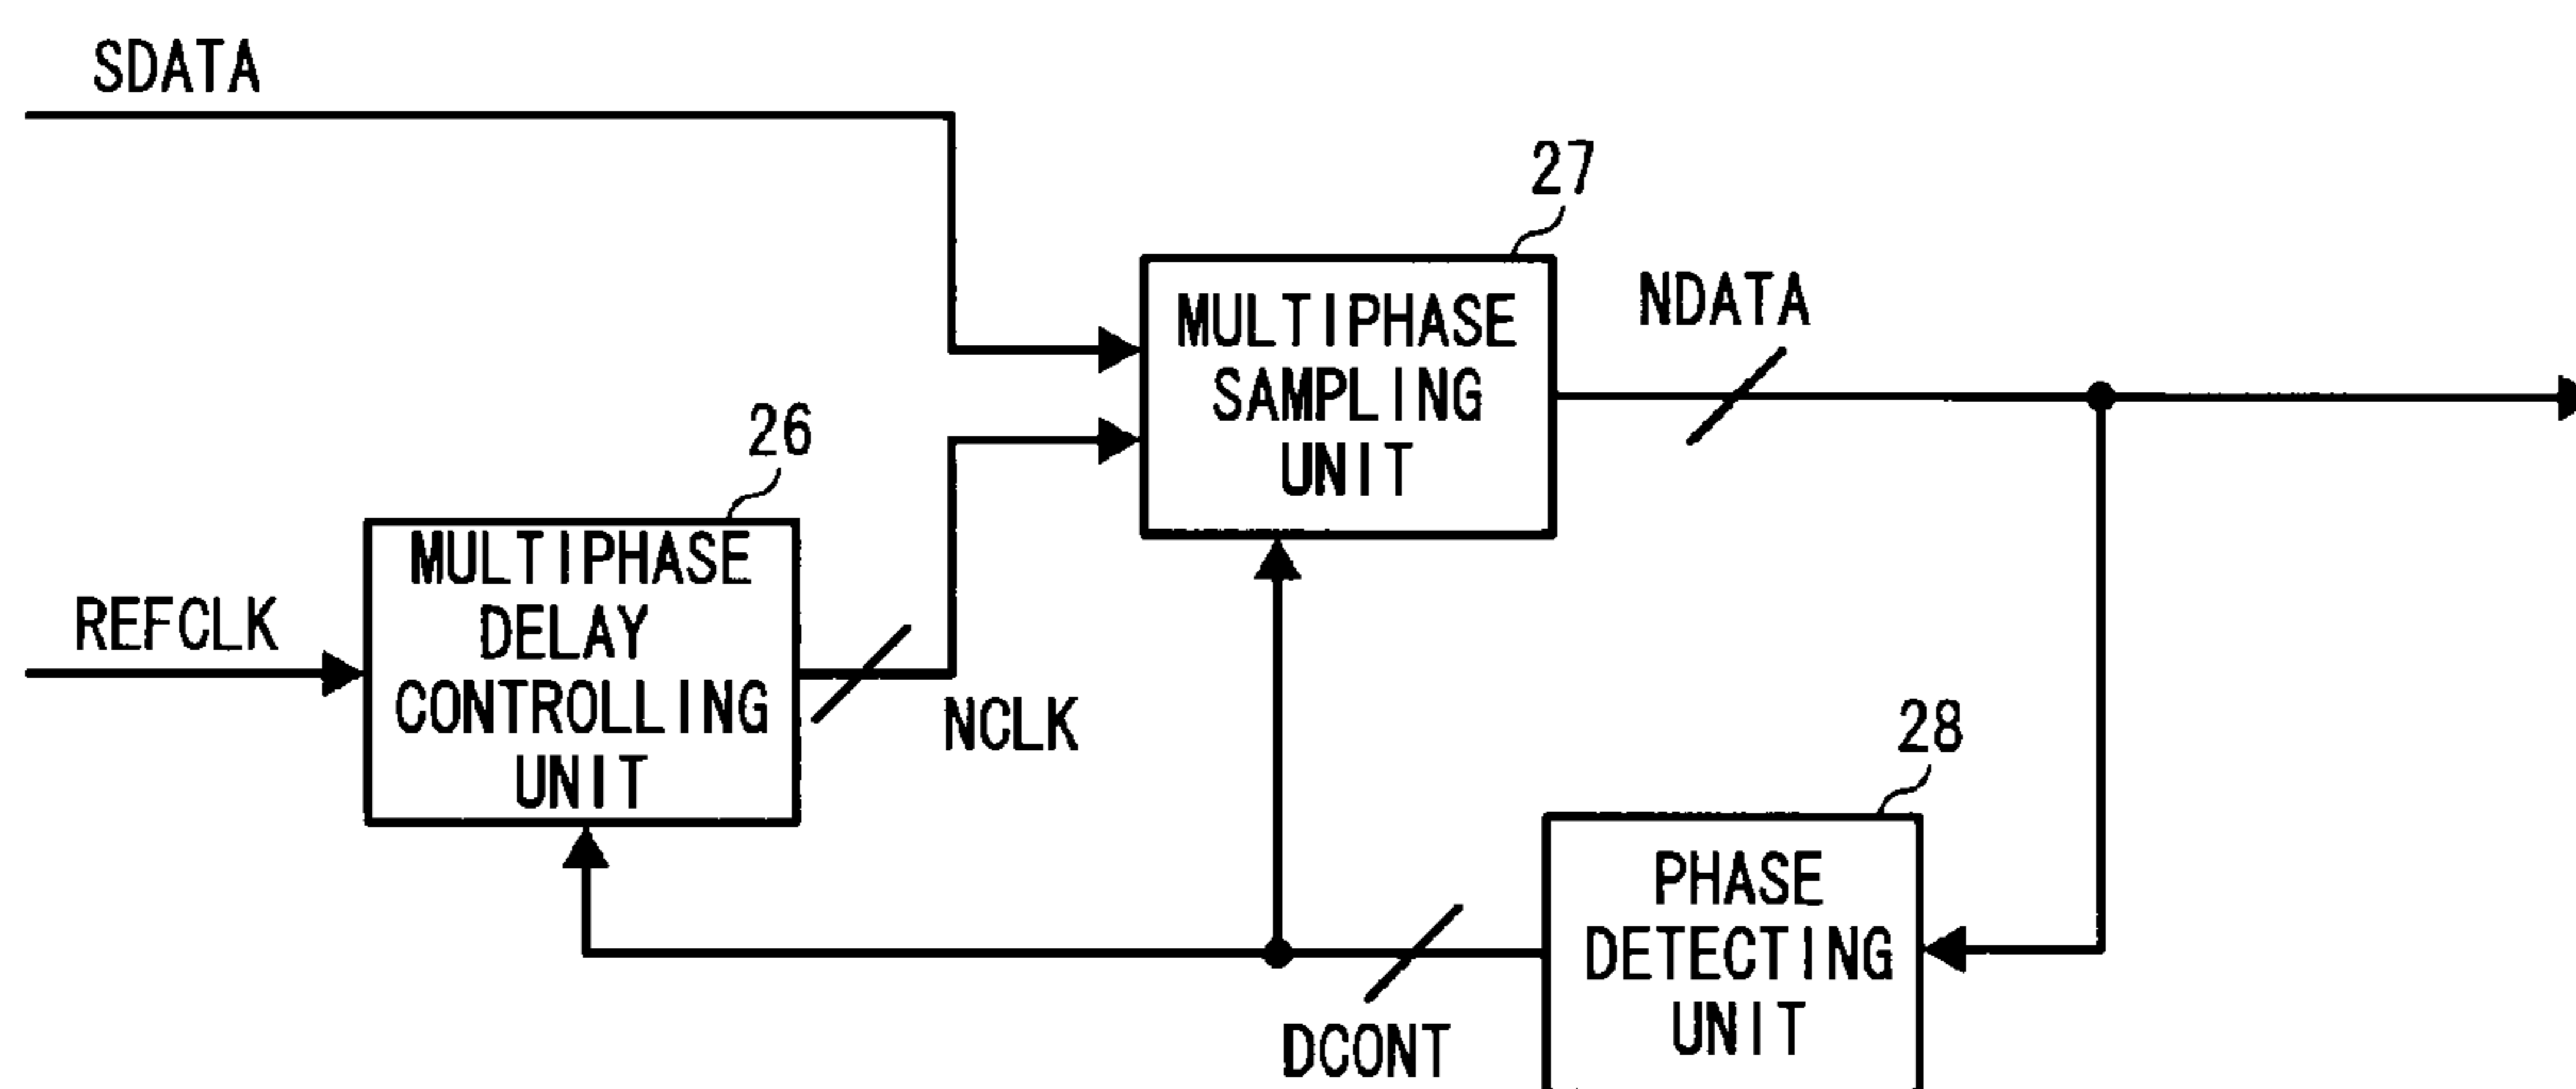 SDATA
27
MULTIPHASE
SAMPLING
UNIT
NDATA
26
MULTIPHASE
DELAY
CONTROLLING
UNIT
REFCLK
NCLK
28
PHASE
DETECTING
UNIT
DCONT